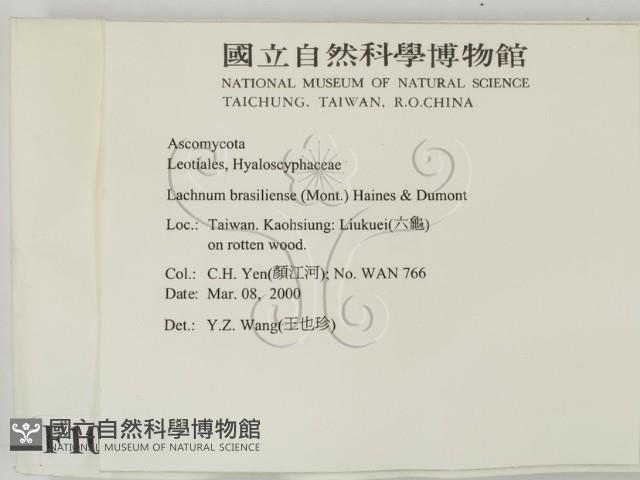 國立自然科學博物館
NATIONAL MUSEUM OF NATURAL SCIENCE
TAICHUNG, TAIWAN, R.O.CHINA
Ascomycota
Leotiales, Hyaloscyphaceae
Lachnum brasiliense (Mont.) Haines & Dumont
Loc.: Taiwan. Kaohsiung: Liukuei(六龜)
on rotten wood.
Col.: C.H. Yen(顏江河); No. WAN 766
Date: Mar. 08, 2000
Det.: Y.Z. Wang(王也珍)
國立自然科學博物館
NATIONAL MUSEUM OF NATURAL SCIENCE